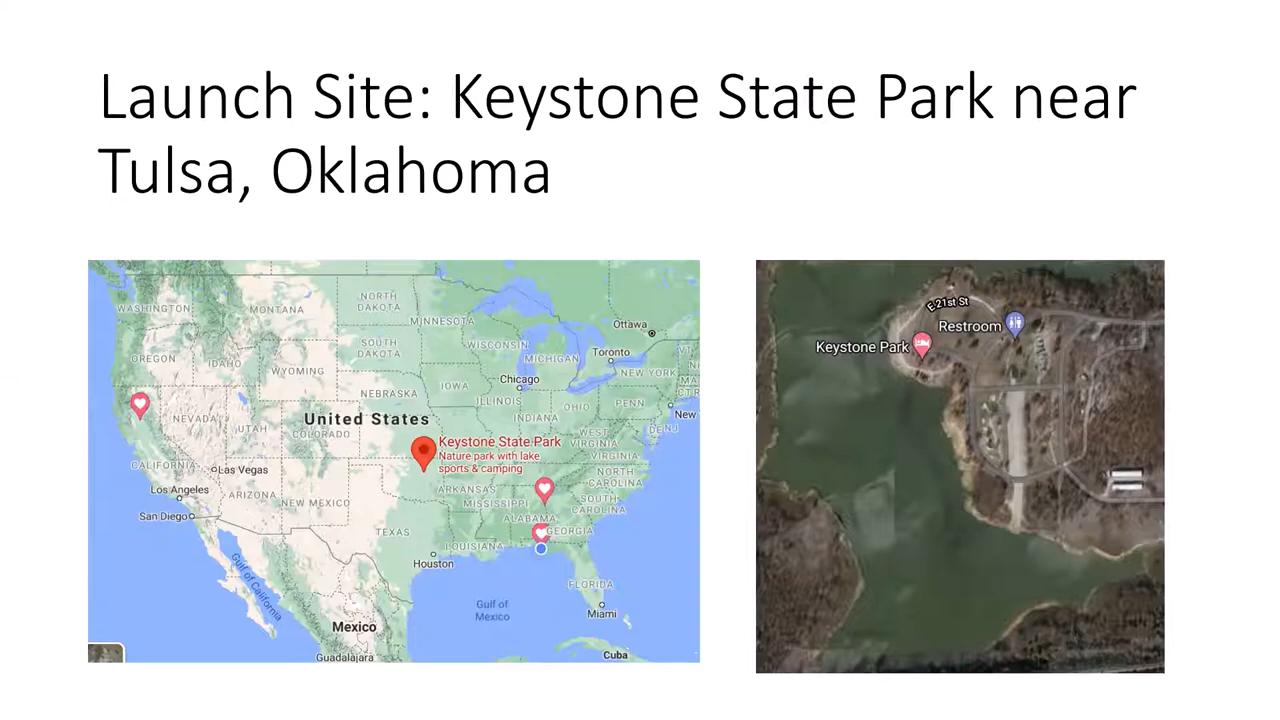 Launch Site: Keystone State Park near
Tulsa, Oklahoma
WASHINGTON
MONTANA
NORTH
DAKOTA
MINNESOTA
Ottawa
OREGON
IDAHO
SOUTH
DAKOTA
WISCONSIN
MICHIGAN
Toronto
WYOMING
IOWA
Chicago
NEW YORK
NEBRASKA
ILLINOIS
INDIANA
OHIO
PENN
New
NEVADA
UTAH
United States
COLORADO
Keystone State Park
Nature park with lake
sports & camping
WEST
VIRGINIA
VIRGINIA
CALIFORNIA
Las Vegas
Los Angeles
ARIZONA
NEW MEXICO
ARKANSAS
NORTH
CAROLINA
MISSISSIPPI
SOUTH
CAROLINA
San Diego
TEXAS
ALABAMA
GEORGIA
LOUISIANA
Houston
Gulf of
California
FLORIDA
Gulf of
Mexico
Miami
Mexico
Guadalajara
Cuba
E 21st St
Restroom
Keystone Park